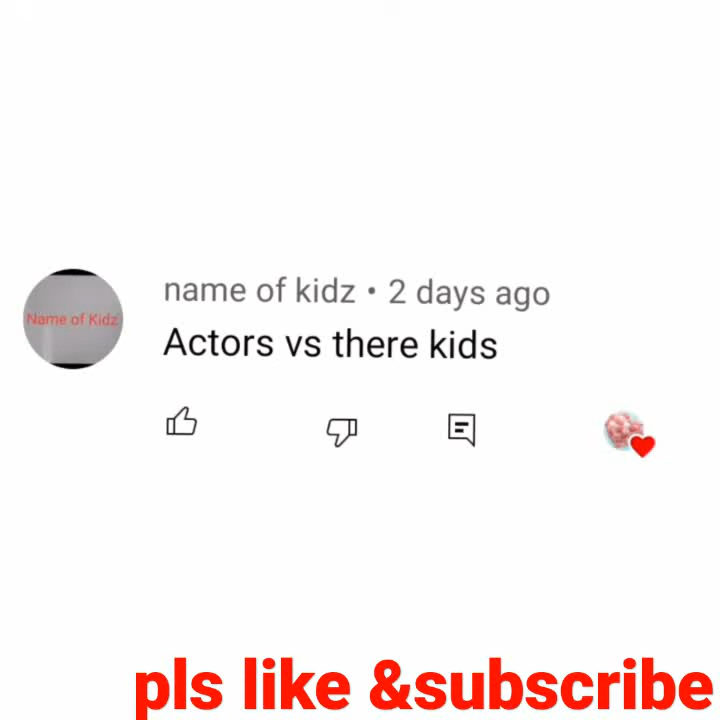 name of kidz • 2 days ago
Name of Kidz
Actors vs there kids
pls like &subscribe